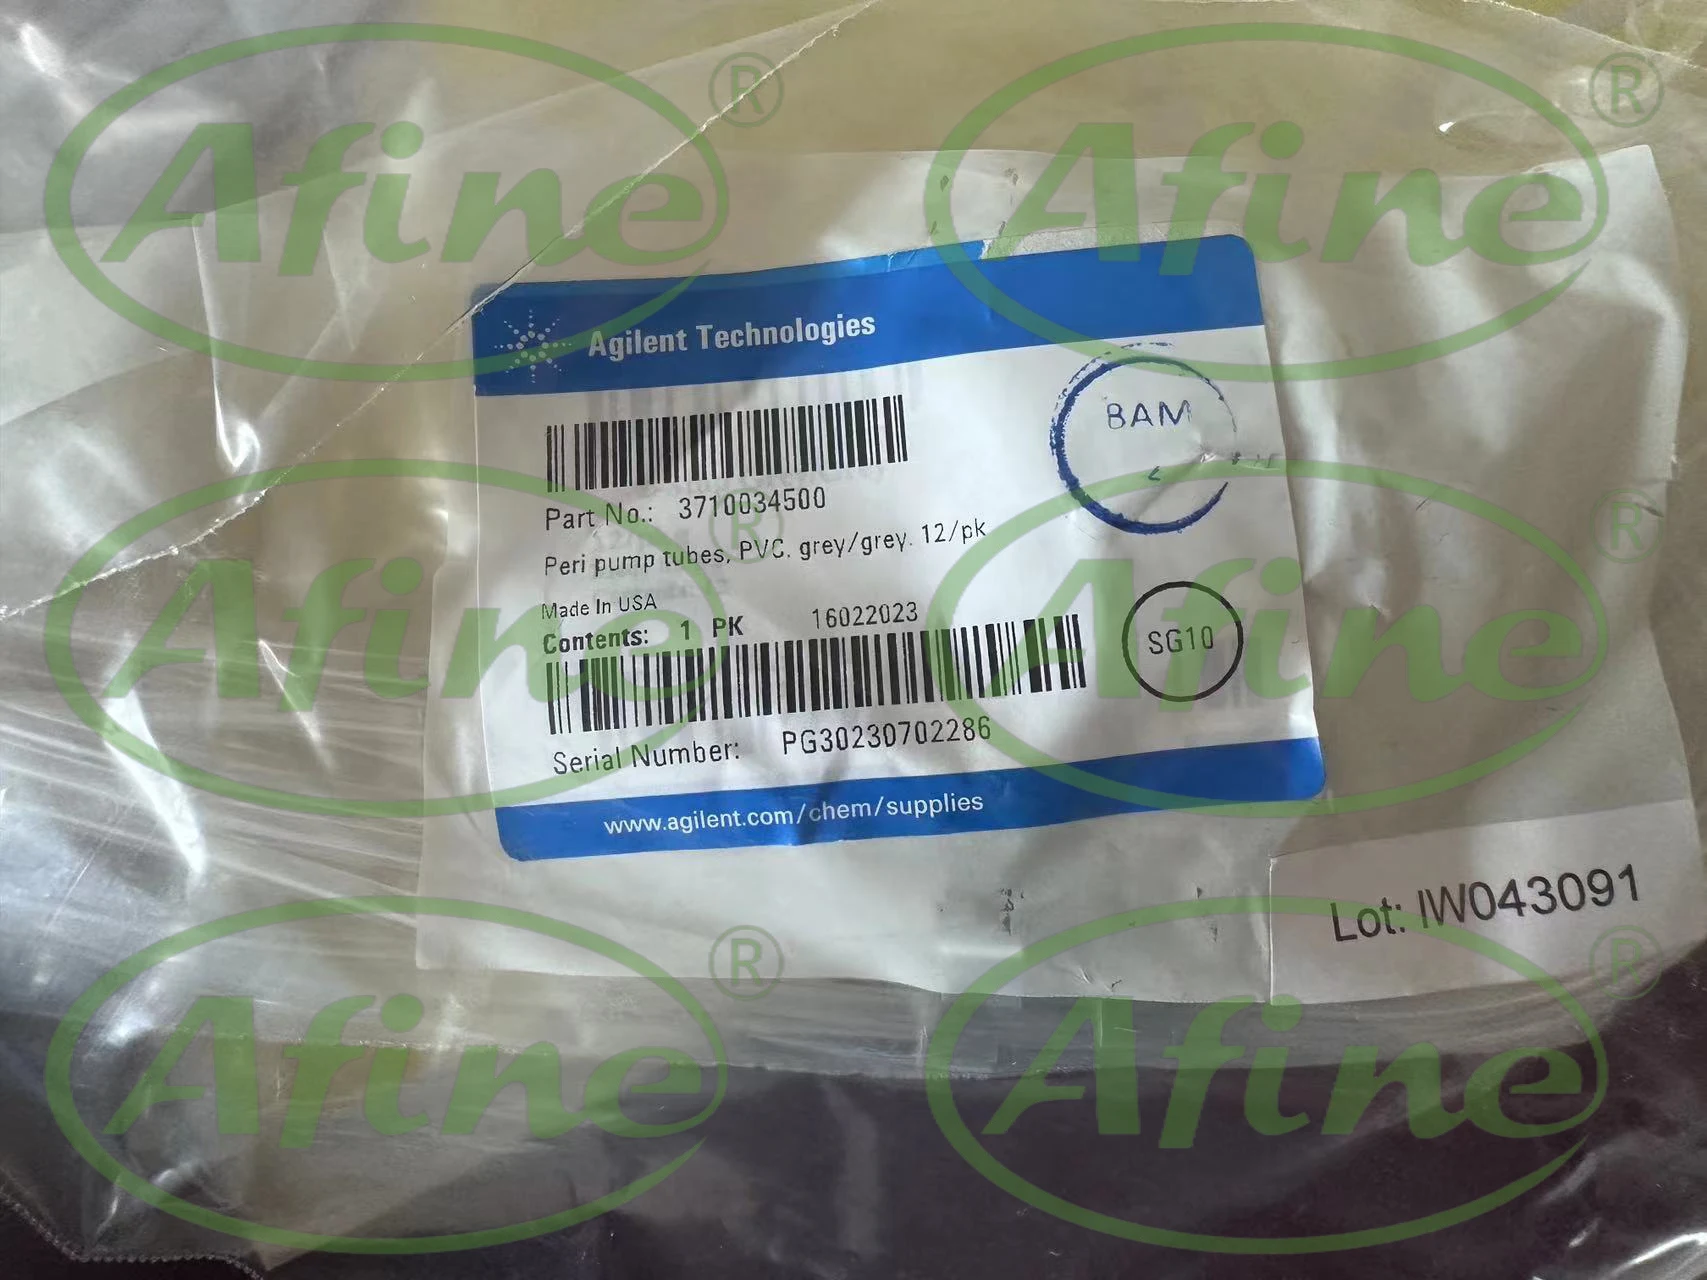 Afine® Afine®
Agilent Technologies
BAM
Part No.: 3710034500
Peri pump tubes, PVC. grey/grey. 12/pk
Made In USA
Contents: 1 PK 16022023
SG10
Serial Number: PG30230702286
www.agilent.com/chem/supplies
Lot: IW043091
Afine® Afine®
Afine® Afine®